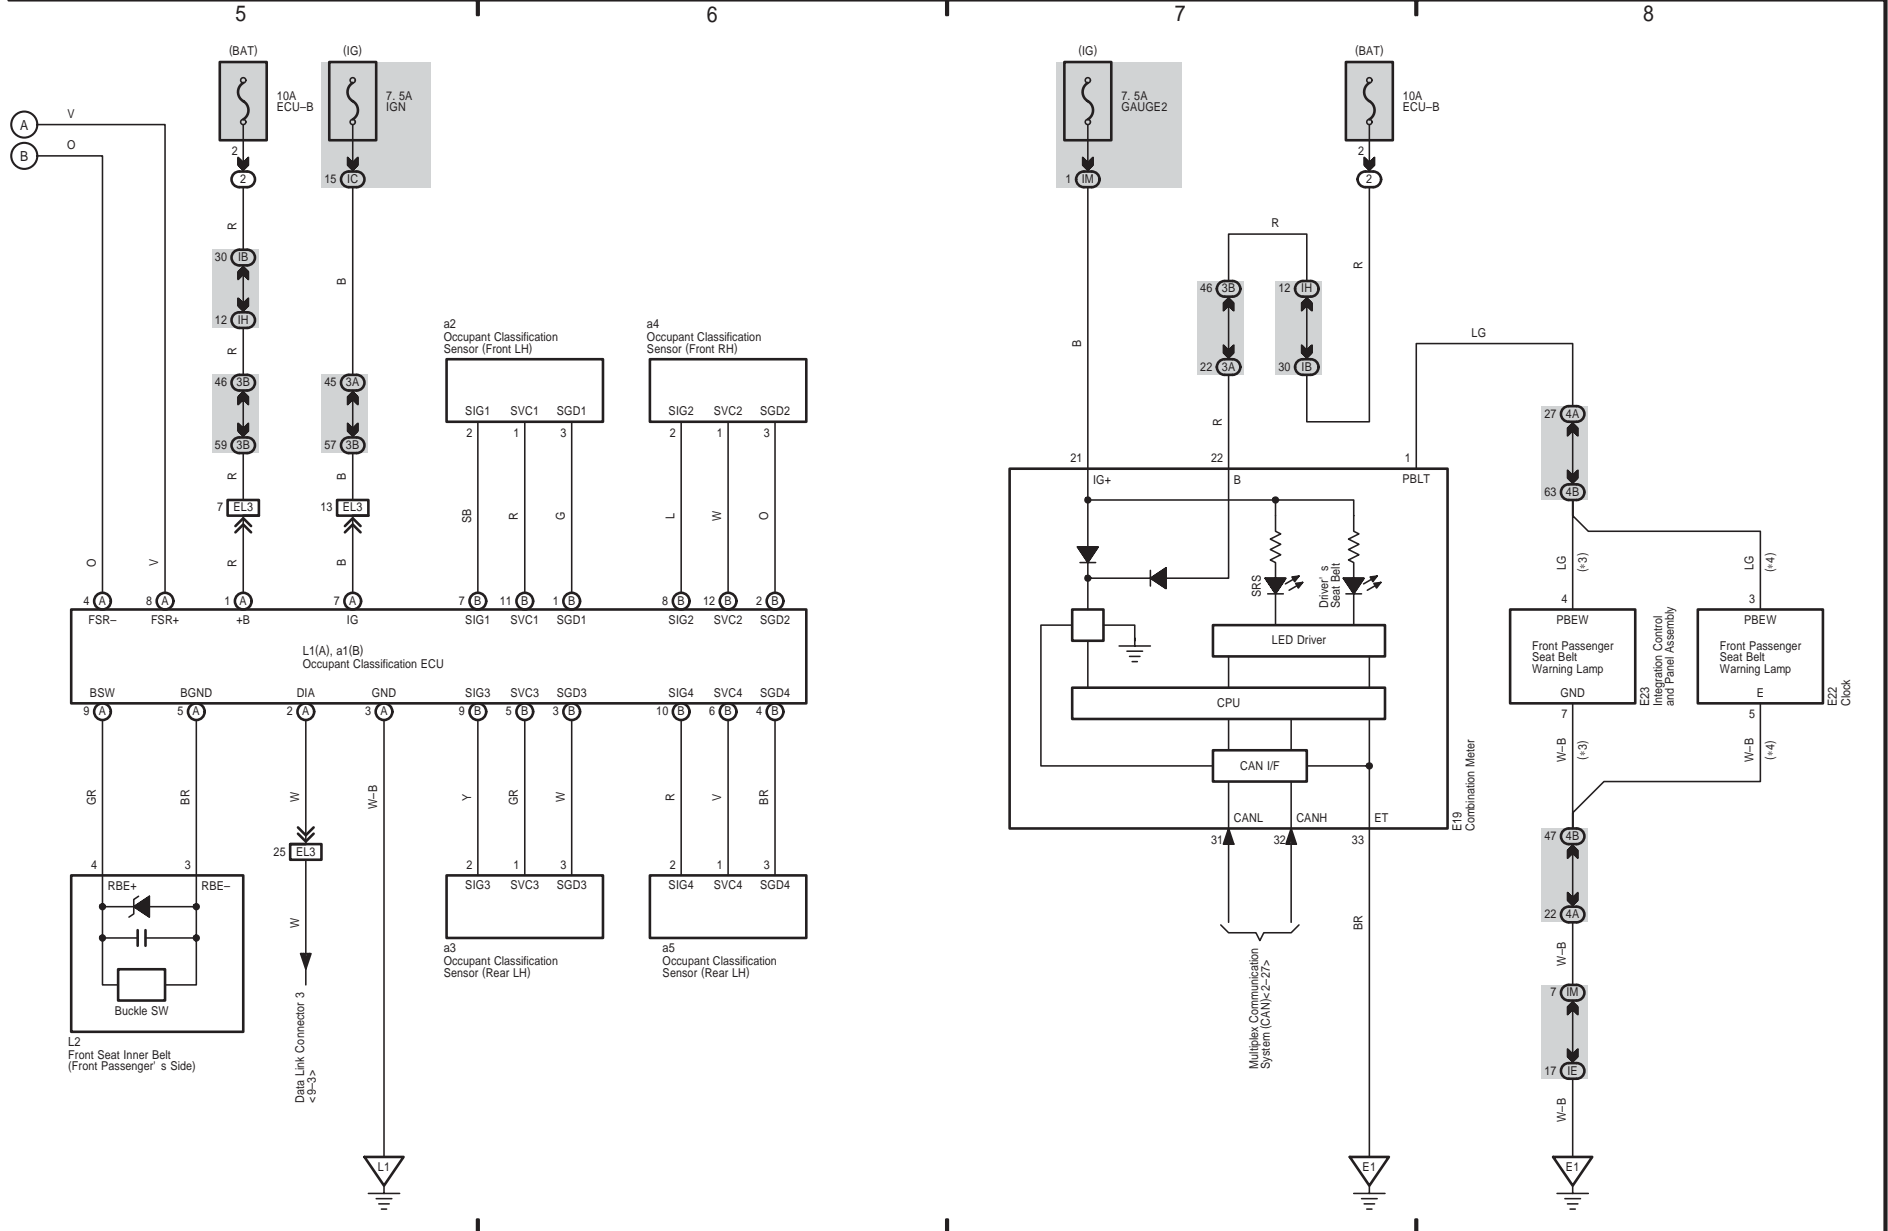 5
6
7
8
(BAT)
10A
ECU–B
2
2
(IG)
7. 5A
IGN
15
IC
(IG)
7. 5A
GAUGE2
1
IM
(BAT)
10A
ECU–B
2
2
A
V
B
O
R
30
IB
12
IH
R
46
3B
59
3B
R
7
EL3
R
B
45
3A
57
3B
B
13
EL3
B
O
V
a2
Occupant Classification
Sensor (Front LH)
SIG1
SVC1
SGD1
2
1
3
SB
R
G
a4
Occupant Classification
Sensor (Front RH)
SIG2
SVC2
SGD2
2
1
3
L
W
O
4
A
8
A
1
A
7
A
7
B
11
B
1
B
8
B
12
B
2
B
FSR–
FSR+
+B
IG
SIG1
SVC1
SGD1
SIG2
SVC2
SGD2
L1(A), a1(B)
Occupant Classification ECU
BSW
BGND
DIA
GND
SIG3
SVC3
SGD3
SIG4
SVC4
SGD4
9
A
5
A
2
A
3
A
9
B
5
B
3
B
10
B
6
B
4
B
GR
BR
W
W–B
Y
GR
W
R
V
BR
4
3
RBE+
RBE–
Buckle SW
L2
Front Seat Inner Belt
(Front Passenger' s Side)
25
EL3
W
Data Link Connector 3
<9–3>
L1
2
1
3
SIG3
SVC3
SGD3
a3
Occupant Classification
Sensor (Rear LH)
2
1
3
SIG4
SVC4
SGD4
a5
Occupant Classification
Sensor (Rear LH)
B
R
46
3B
22
3A
R
12
IH
30
IB
R
21
22
1
IG+
B
PBLT
SRS
Driver' s
Seat Belt
LED Driver
CPU
CAN I/F
CANL
CANH
ET
31
32
33
E19
Combination Meter
Multiplex Communication
System (CAN)<2–27>
BR
E1
LG
27
4A
63
4B
LG
(*3)
LG
(*4)
4
PBEW
Front Passenger
Seat Belt
Warning Lamp
GND
7
E23
Integration Control
and Panel Assembly
3
PBEW
Front Passenger
Seat Belt
Warning Lamp
E
5
E22
Clock
W–B
(*3)
W–B
(*4)
47
4B
22
4A
W–B
7
IM
17
IE
W–B
E1